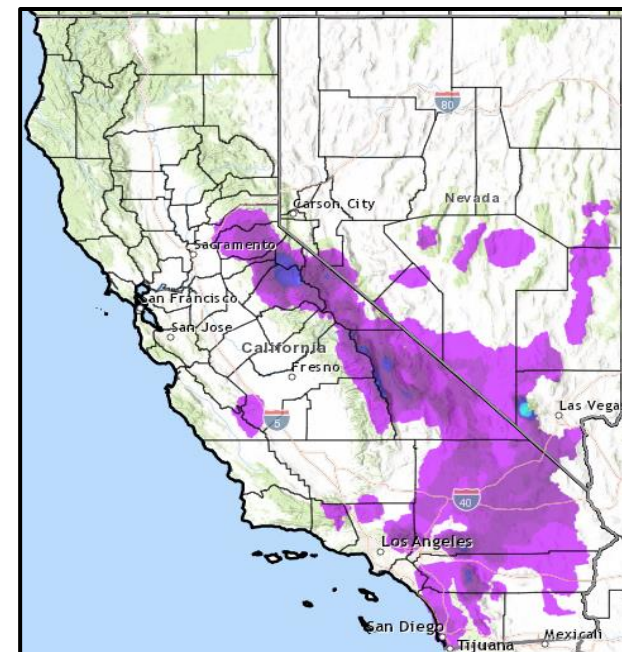 80
Carson City
Nevada
Sacramento
San Francisco
San Jose
California
Fresno
5
Las Vegas
40
Los Angeles
San Diego
Mexicali
Tijuana